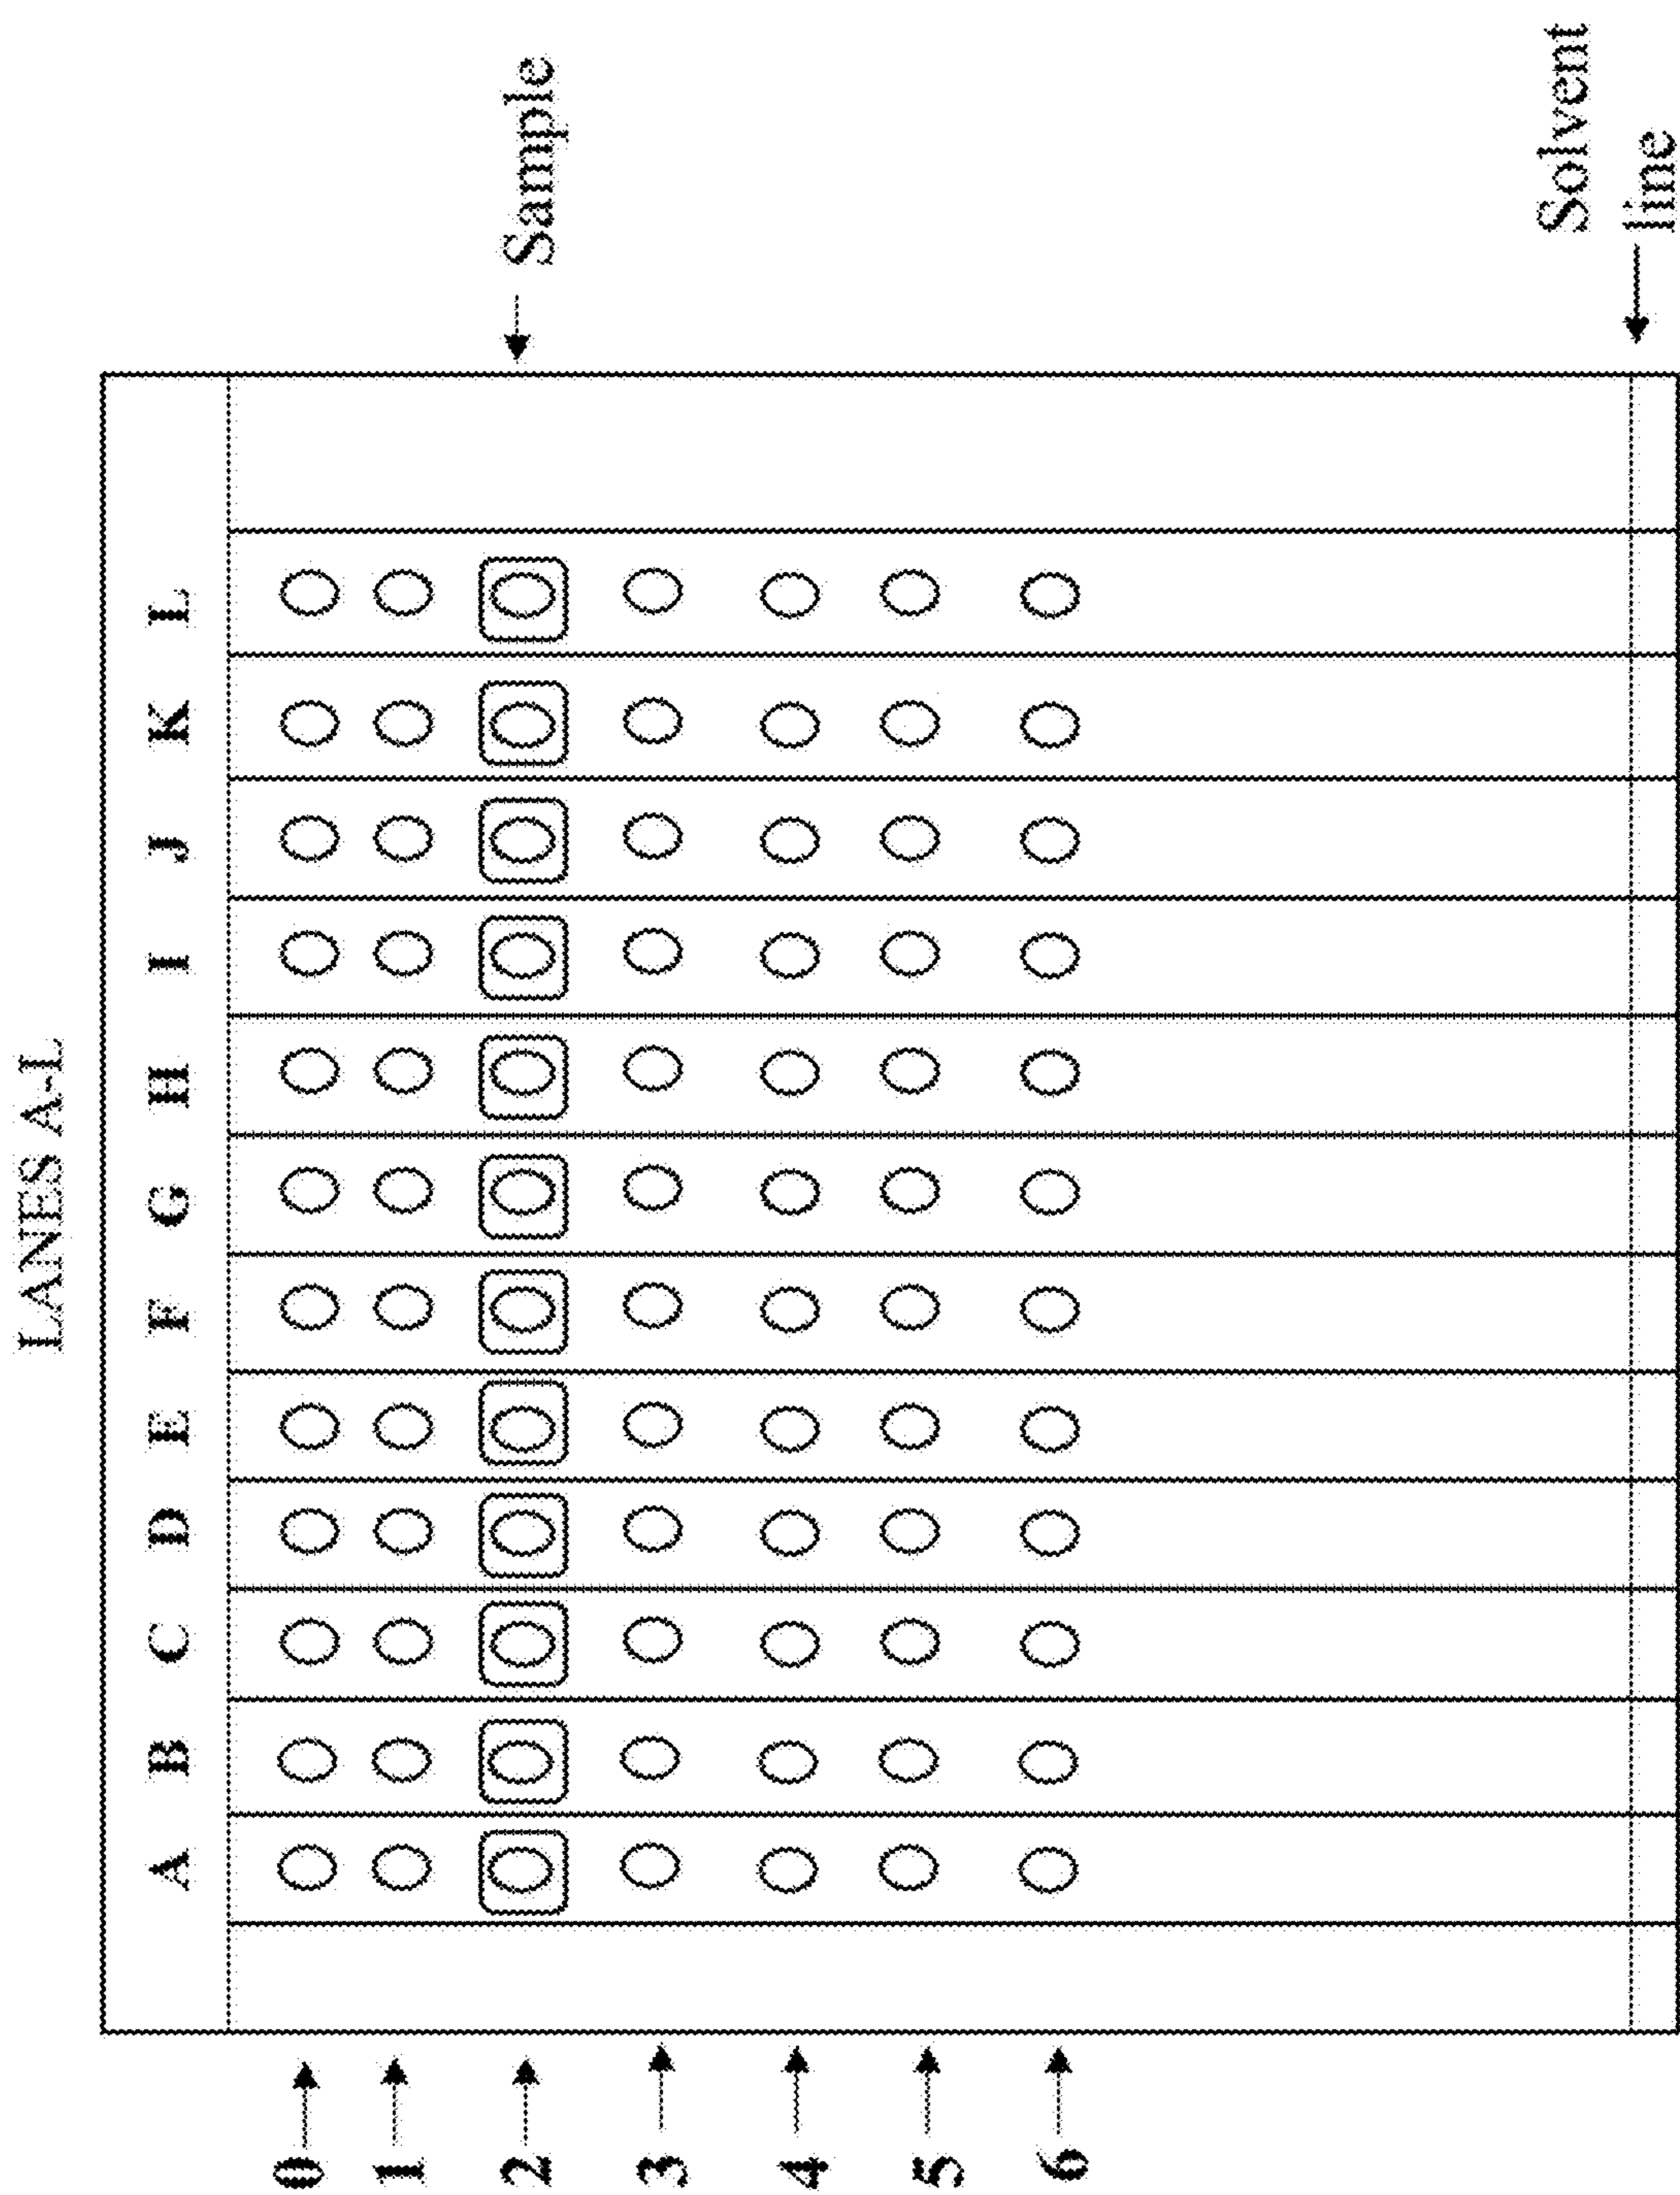 LANES A-L
A B C D E F G H I J K L
0
1
2
Sample
3
4
5
6
Solvent
line